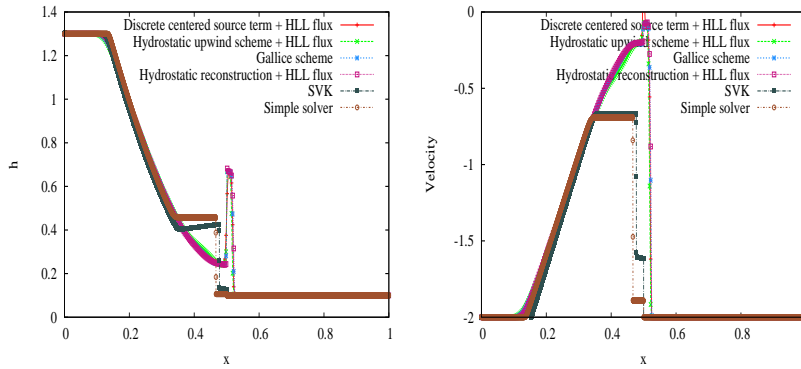 Discrete centered source term + HLL flux
Hydrostatic upwind scheme + HLL flux
Gallice scheme
Hydrostatic reconstruction + HLL flux
SVK
Simple solver
1.4
1.2
1
0.8
0.6
0.4
0.2
0
h
0
0.2
0.4
0.6
0.8
1
x
Discrete centered source term + HLL flux
Hydrostatic upwind scheme + HLL flux
Gallice scheme
Hydrostatic reconstruction + HLL flux
SVK
Simple solver
0
-0.5
-1
-1.5
-2
Velocity
0
0.2
0.4
0.6
0.8
x